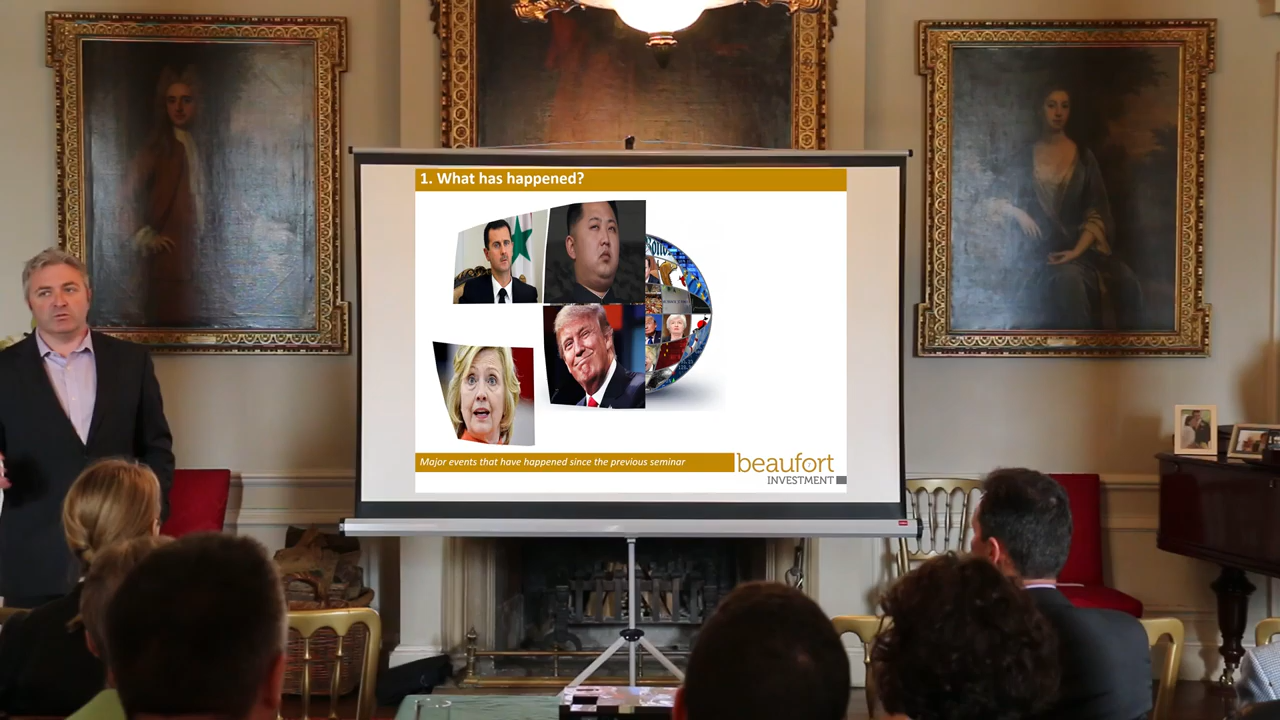 1. What has happened?
Major events that have happened since the previous seminar
beaufort
INVESTMENT